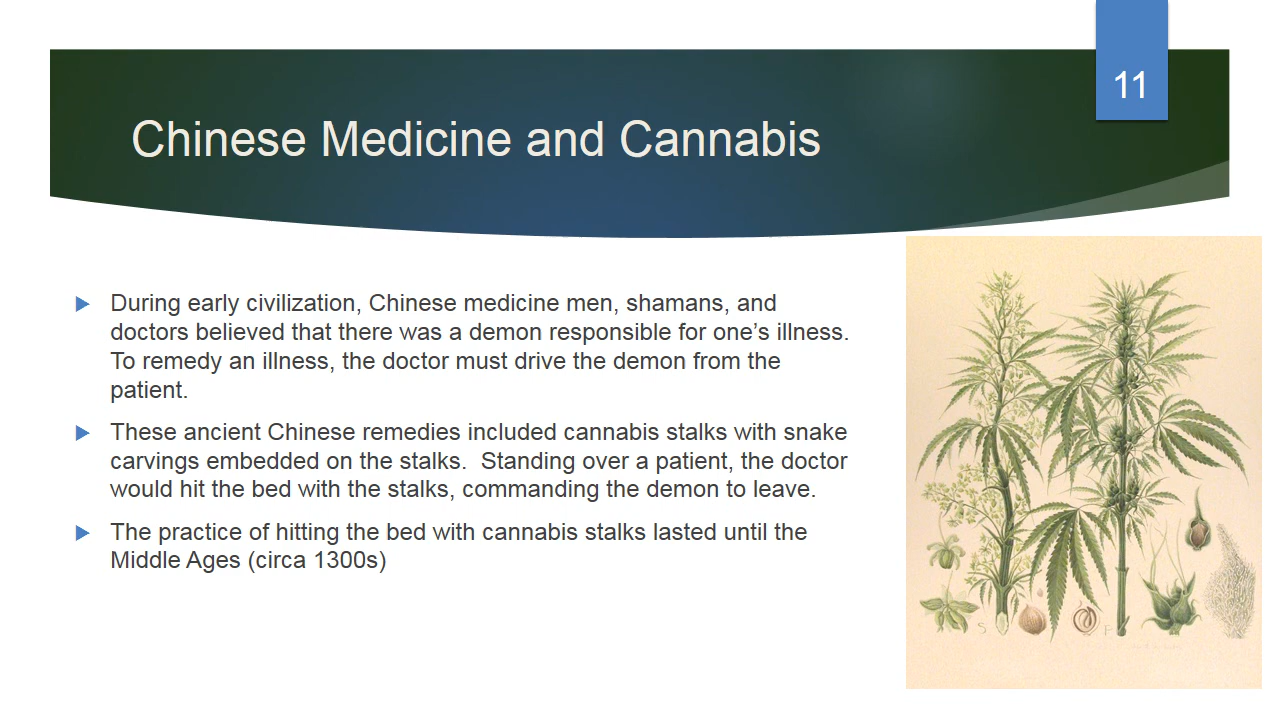 11
Chinese Medicine and Cannabis
During early civilization, Chinese medicine men, shamans, and
doctors believed that there was a demon responsible for one’s illness.
To remedy an illness, the doctor must drive the demon from the
patient.
These ancient Chinese remedies included cannabis stalks with snake
carvings embedded on the stalks.  Standing over a patient, the doctor
would hit the bed with the stalks, commanding the demon to leave.
The practice of hitting the bed with cannabis stalks lasted until the
Middle Ages (circa 1300s)